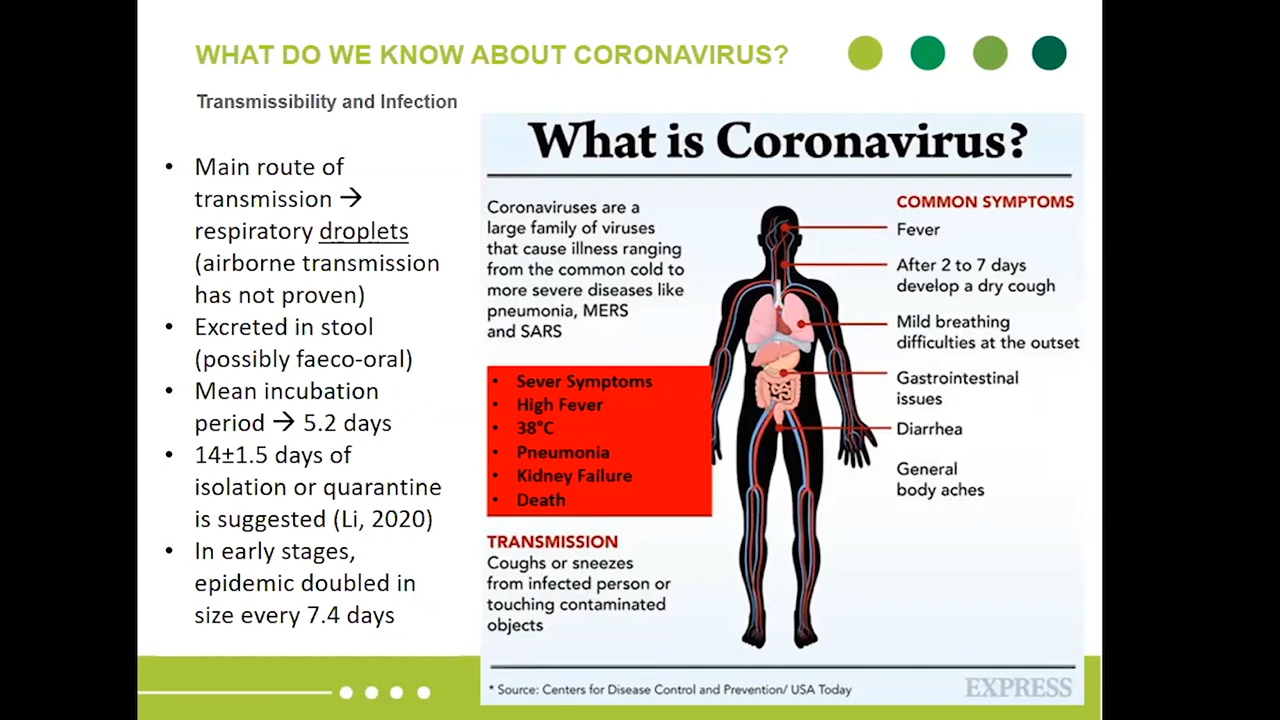 WHAT DO WE KNOW ABOUT CORONAVIRUS?
Transmissibility and Infection
• Main route of
transmission →
respiratory droplets
(airborne transmission
has not proven)
• Excreted in stool
(possibly faeco-oral)
• Mean incubation
period → 5.2 days
• 14±1.5 days of
isolation or quarantine
is suggested (Li, 2020)
• In early stages,
epidemic doubled in
size every 7.4 days
What is Coronavirus?
Coronaviruses are a
large family of viruses
that cause illness ranging
from the common cold to
more severe diseases like
pneumonia, MERS
and SARS
• Sever Symptoms
• High Fever
• 38°C
• Pneumonia
• Kidney Failure
• Death
TRANSMISSION
Coughs or sneezes
from infected person or
touching contaminated
objects
COMMON SYMPTOMS
Fever
After 2 to 7 days
develop a dry cough
Mild breathing
difficulties at the outset
Gastrointestinal
issues
Diarrhea
General
body aches
* Source: Centers for Disease Control and Prevention/ USA Today
EXPRESS